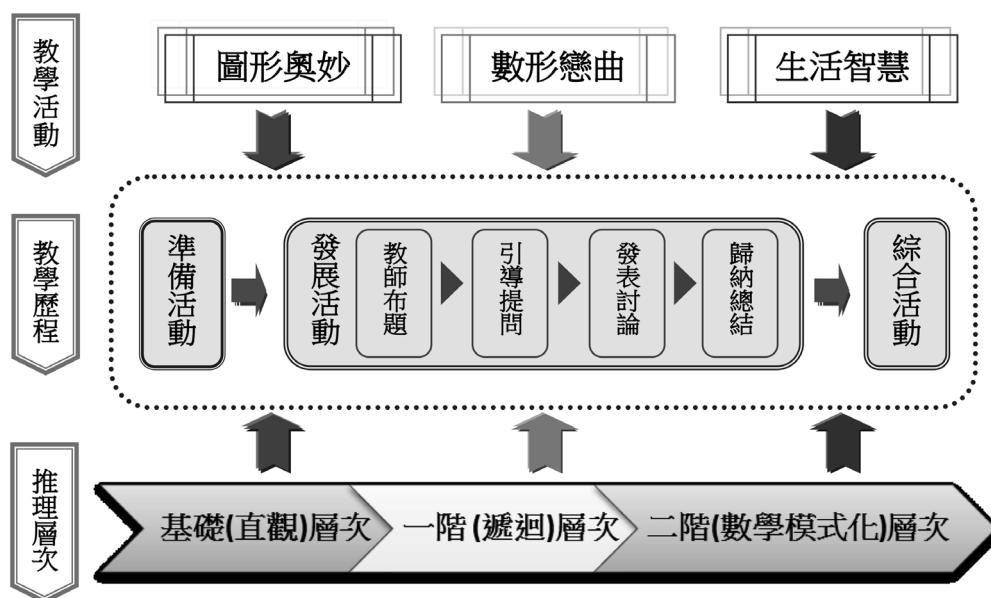 教學活動
圖形奧妙
數形戀曲
生活智慧
教學歷程
準備活動
發展活動
教師布題
引導提問
發表討論
歸納總結
綜合活動
推理層次
基礎(直觀)層次
一階(遞迴)層次
二階(數學模式化)層次